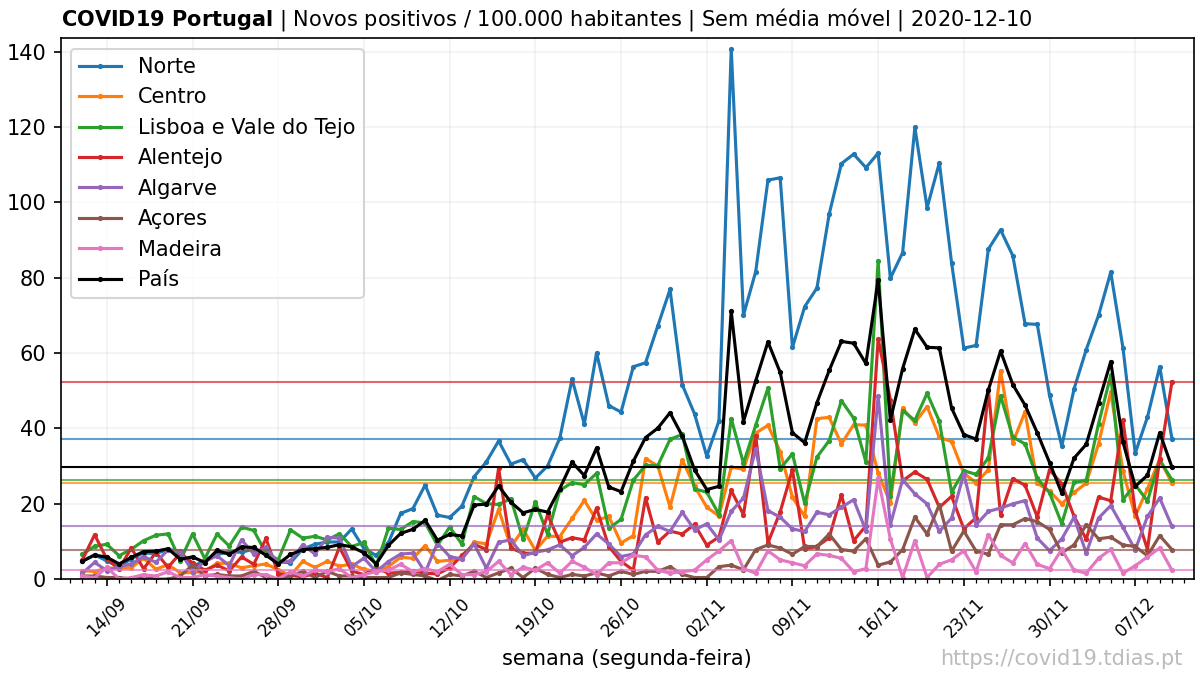 COVID19 Portugal | Novos positivos / 100.000 habitantes | Sem média móvel | 2020-12-10
140
120
100
80
60
40
20
0
Norte
Centro
Lisboa e Vale do Tejo
Alentejo
Algarve
Açores
Madeira
País
14/09
21/09
28/09
05/10
12/10
19/10
26/10
02/11
09/11
16/11
23/11
30/11
07/12
semana (segunda-feira)
https://covid19.tdias.pt